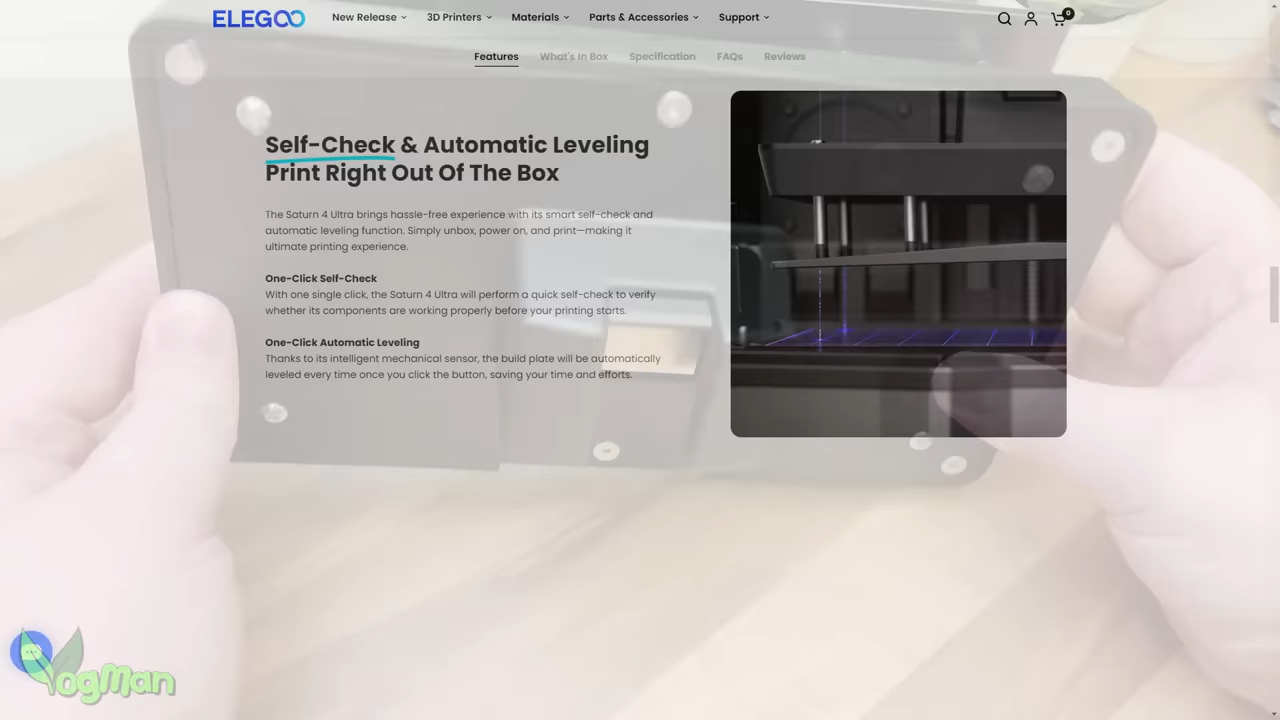 ELEGOO
New Release 3D Printers Materials Parts & Accessories Support
0
Features What's In Box Specification FAQs Reviews
Self-Check & Automatic Leveling
Print Right Out Of The Box
The Saturn 4 Ultra brings hassle-free experience with its smart self-check and
automatic leveling function. Simply unbox, power on, and print—making it
ultimate printing experience.
One-Click Self-Check
With one single click, the Saturn 4 Ultra will perform a quick self-check to verify
whether its components are working properly before your printing starts.
One-Click Automatic Leveling
Thanks to its intelligent mechanical sensor, the build plate will be automatically
leveled every time once you click the button, saving your time and efforts.
YogMan